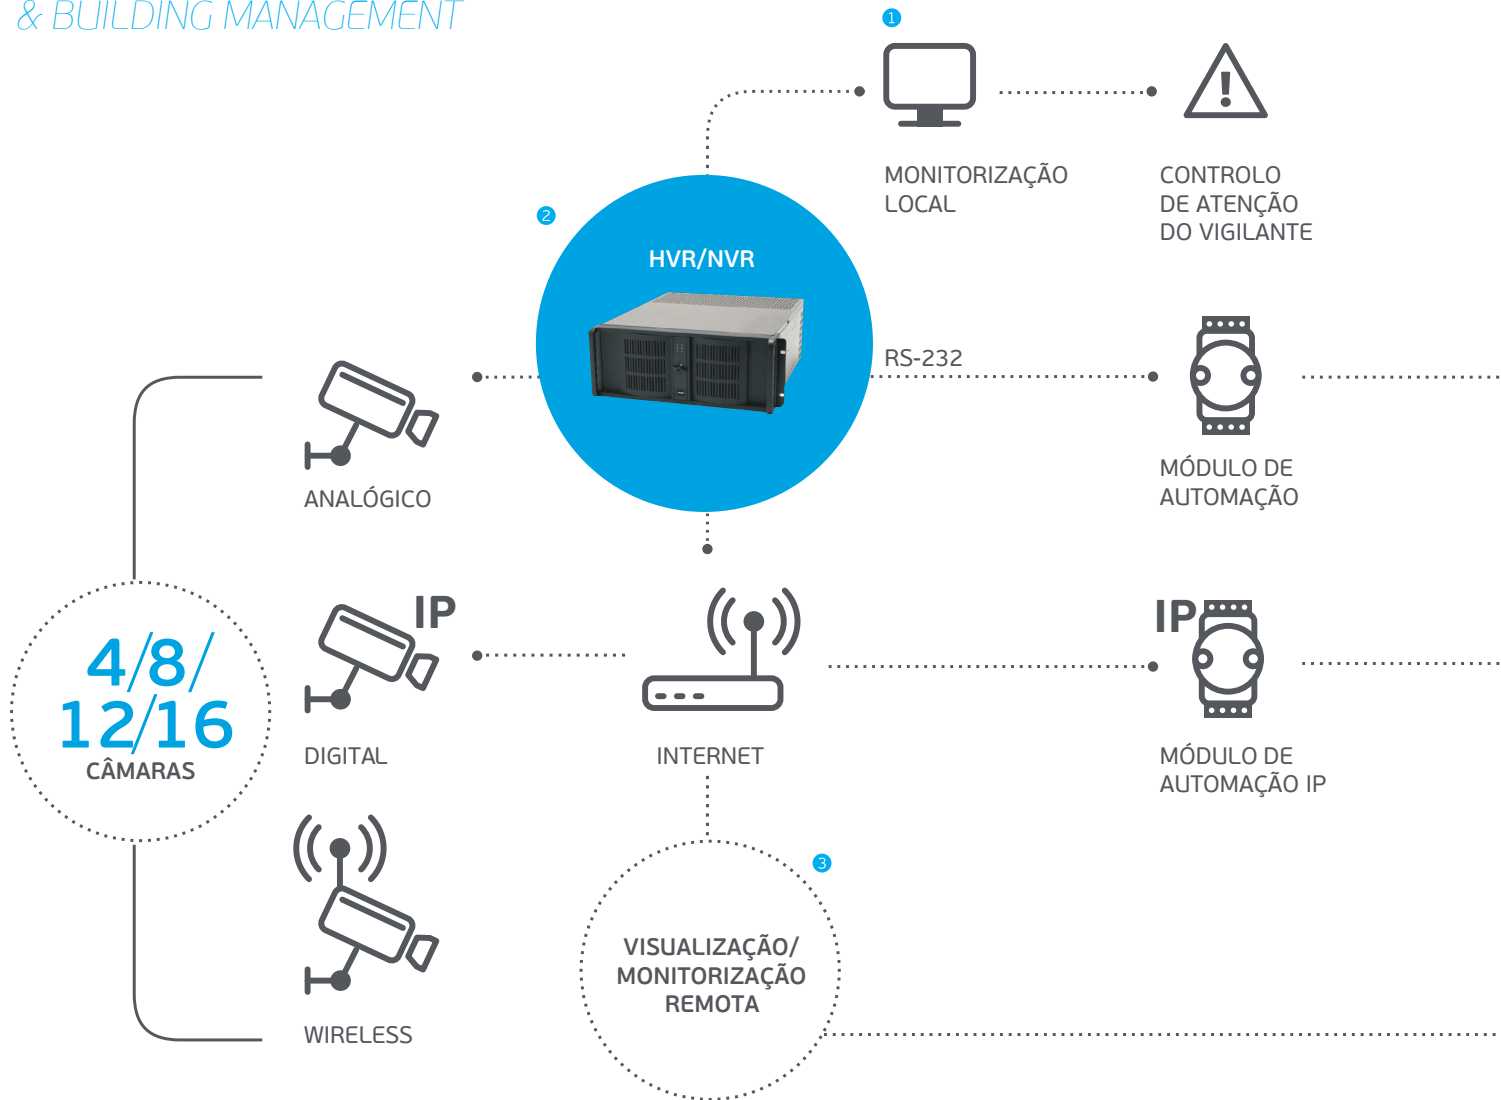 & BUILDING MANAGEMENT
1
MONITORIZAÇÃO
LOCAL
CONTROLO
DE ATENÇÃO
DO VIGILANTE
2
HVR/NVR
RS-232
ANALÓGICO
MÓDULO DE
AUTOMAÇÃO
IP
IP
4/8/
12/16
CÂMARAS
DIGITAL
INTERNET
MÓDULO DE
AUTOMAÇÃO IP
3
VISUALIZAÇÃO/
MONITORIZAÇÃO
REMOTA
WIRELESS